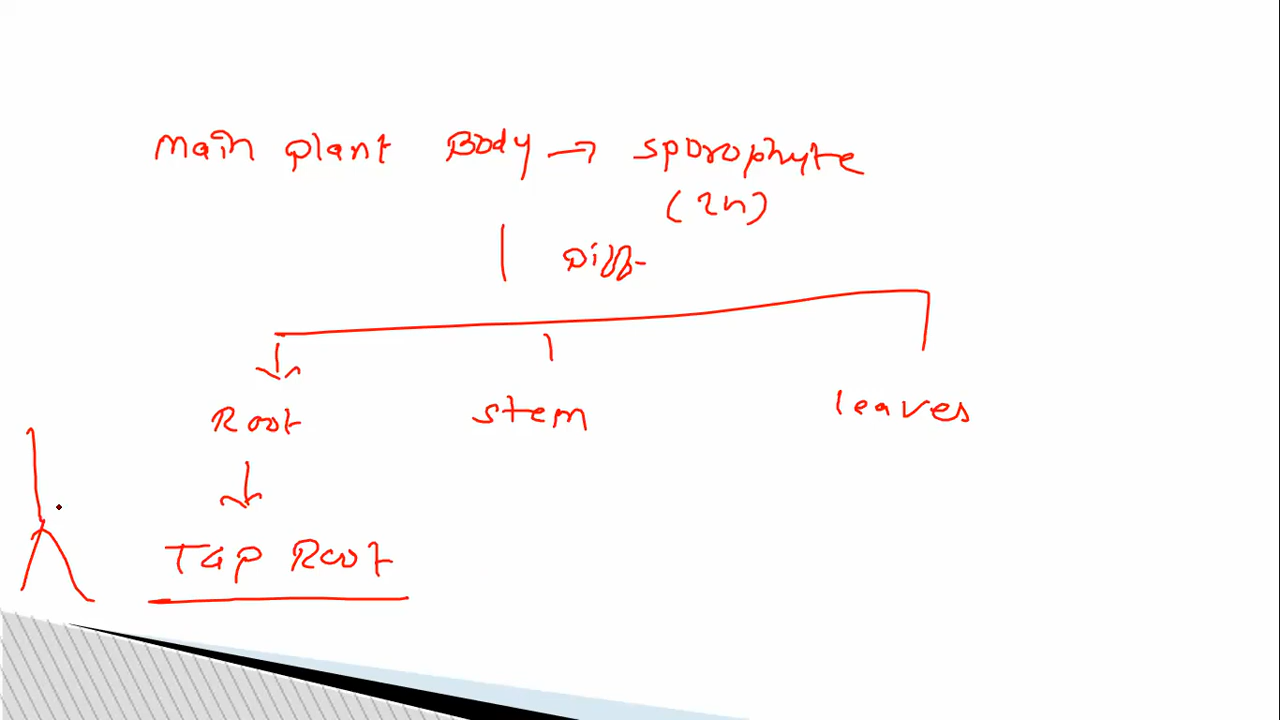 main plant Body → sporophyte
(2n)
Diff-
Root stem leaves
Tap Root